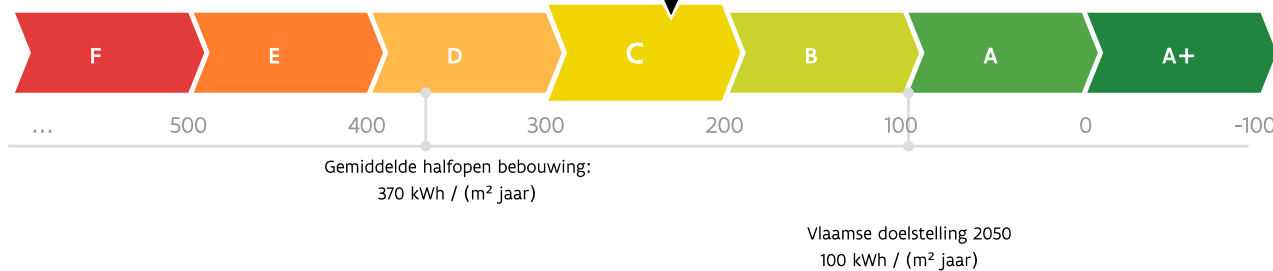 F E D C B A A+
... 500 400 300 200 100 0 -100
Gemiddelde halfopen bebouwing:
370 kWh / (m² jaar)
Vlaamse doelstelling 2050
100 kWh / (m² jaar)